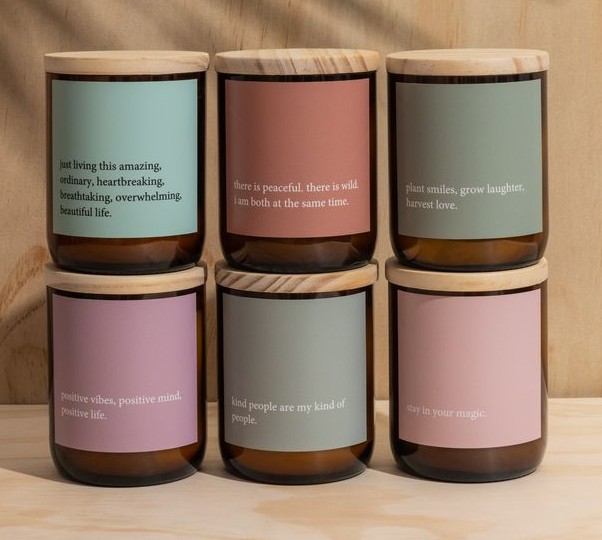 just living this amazing,
ordinary, heartbreaking,
breathtaking, overwhelming,
beautiful life.
there is peaceful. there is wild.
i am both at the same time.
plant smiles, grow laughter,
harvest love.
positive vibes, positive mind,
positive life.
kind people are my kind of
people.
stay in your magic.